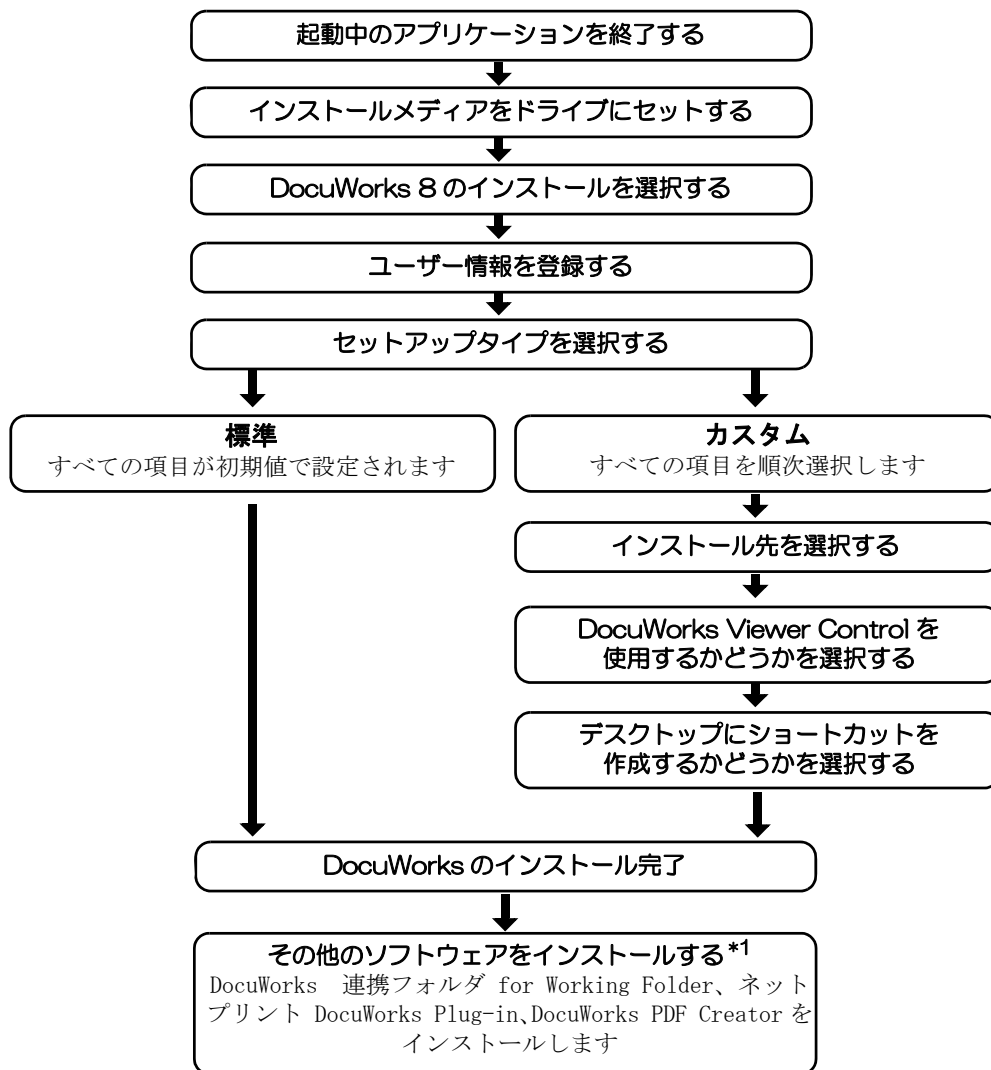 起動中のアプリケーションを終了する
インストールメディアをドライブにセットする
DocuWorks 8 のインストールを選択する
ユーザー情報を登録する
セットアップタイプを選択する
標準
すべての項目が初期値で設定されます
カスタム
すべての項目を順次選択します
インストール先を選択する
DocuWorks Viewer Control を
使用するかどうかを選択する
デスクトップにショートカットを
作成するかどうかを選択する
DocuWorks のインストール完了
その他のソフトウェアをインストールする*1
DocuWorks 連携フォルダ for Working Folder、ネット
プリント DocuWorks Plug-in､DocuWorks PDF Creator を
インストールします